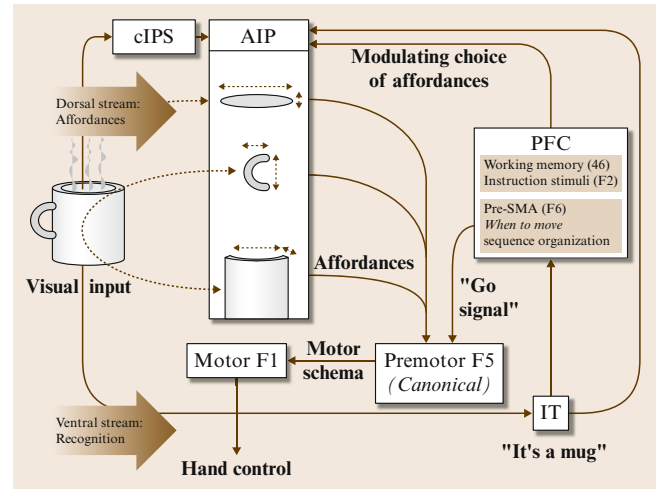 cIPS
AIP
Modulating choice
of affordances
Dorsal stream:
Affordances
PFC
Working memory (46)
Instruction stimuli (F2)
Pre-SMA (F6)
When to move
sequence organization
Visual input
Affordances
"Go
signal"
Motor F1
Motor
schema
Premotor F5
(Canonical)
Ventral stream:
Recognition
IT
"It's a mug"
Hand control